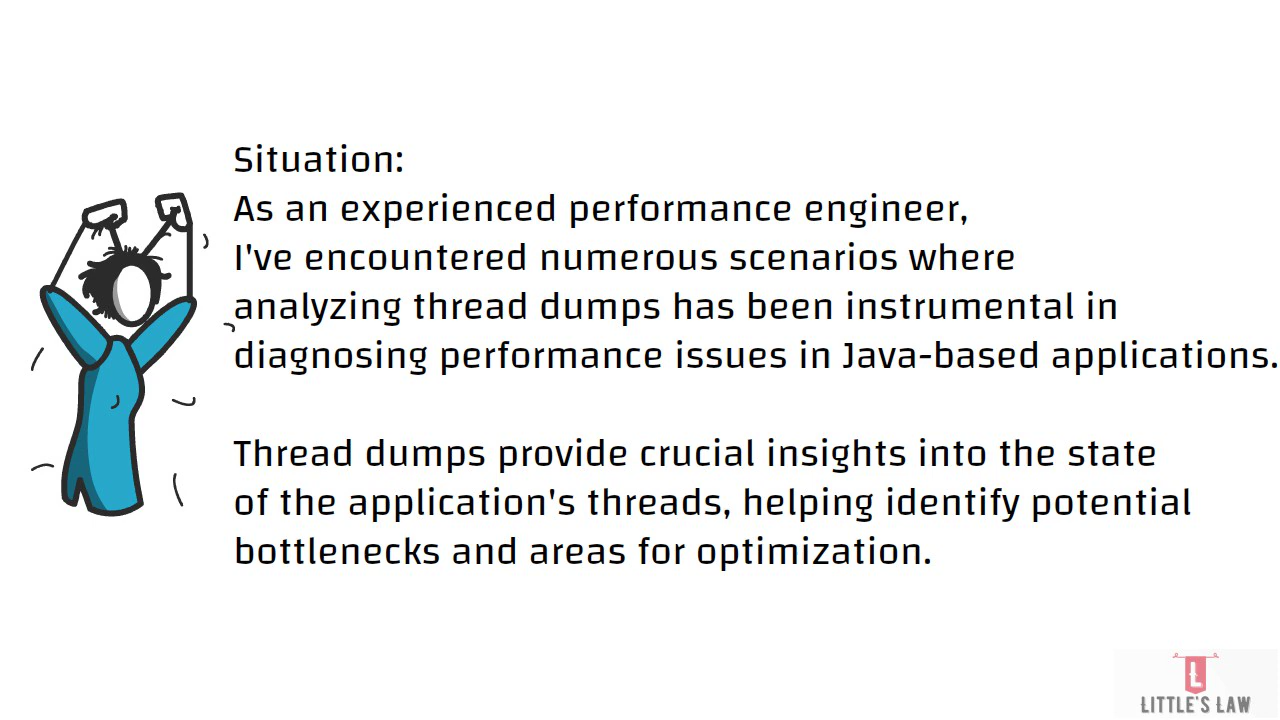 Situation:
As an experienced performance engineer,
I've encountered numerous scenarios where
analyzing thread dumps has been instrumental in
diagnosing performance issues in Java-based applications.
Thread dumps provide crucial insights into the state
of the application's threads, helping identify potential
bottlenecks and areas for optimization.
L
LITTLE'S LAW